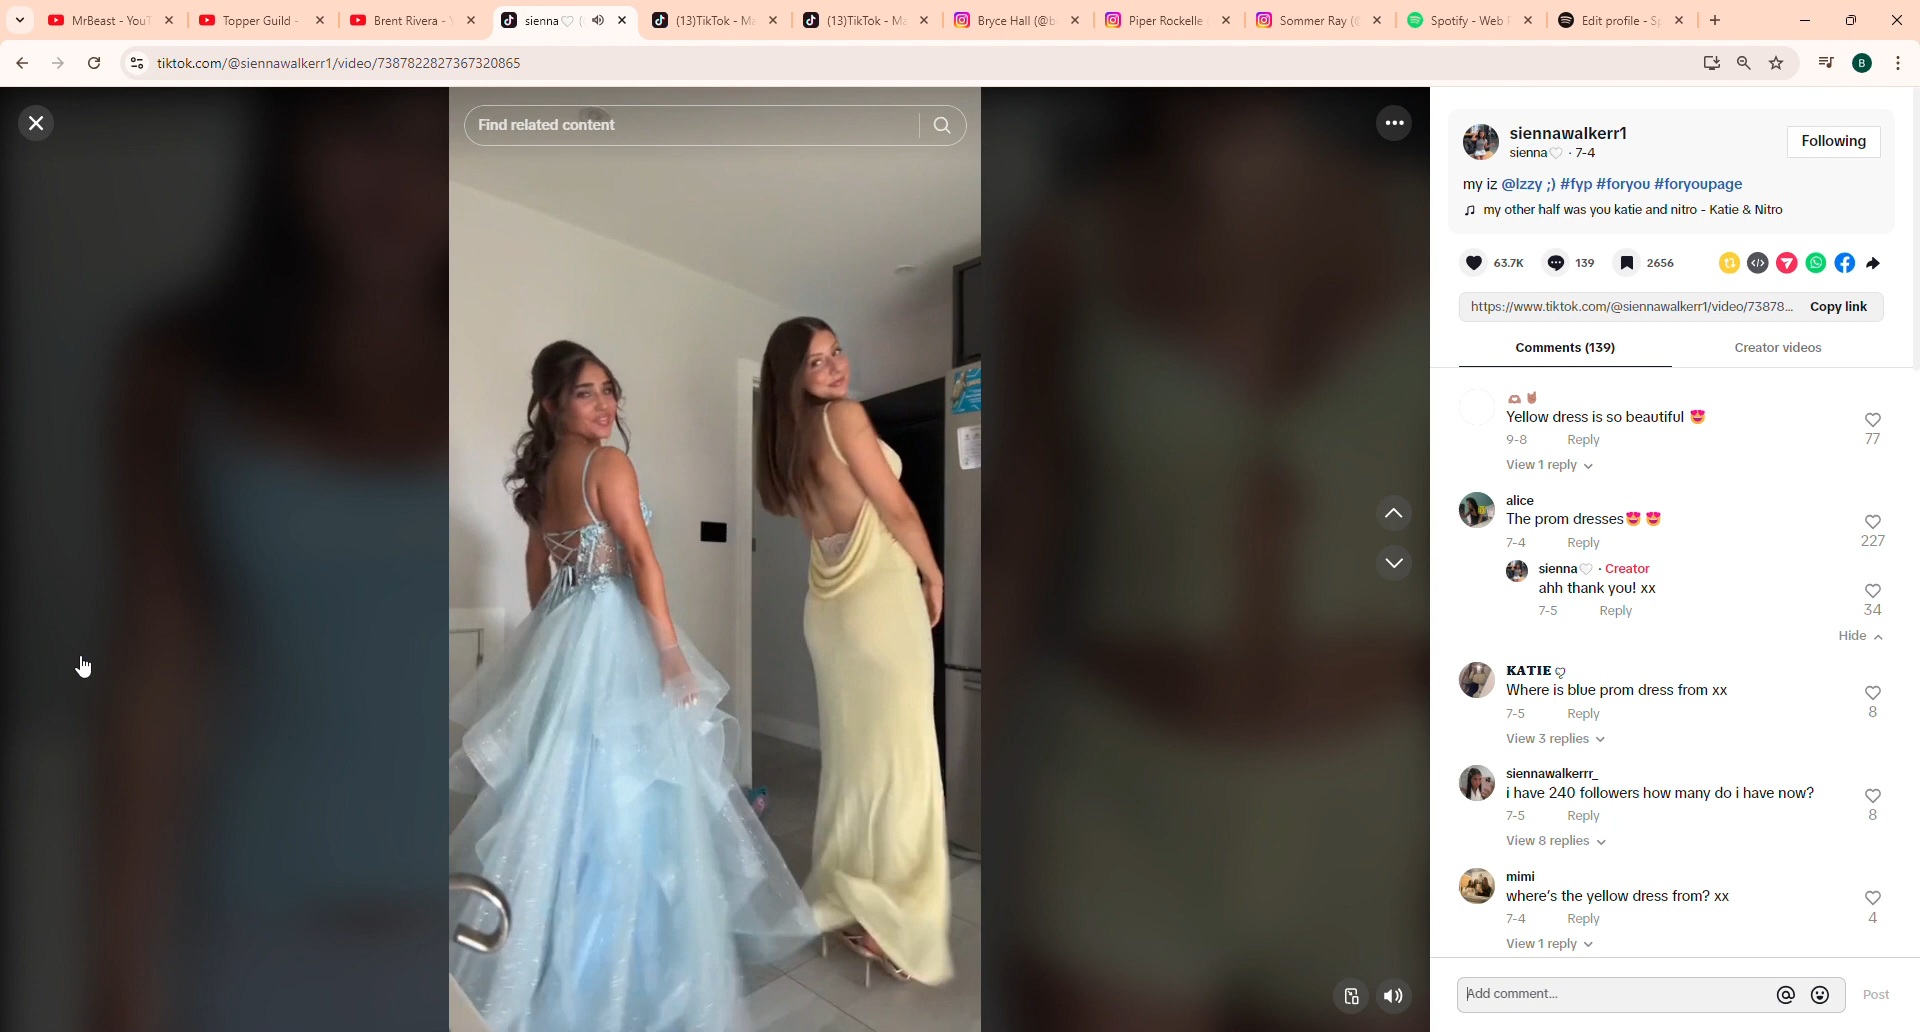 MrBeast - YouT
Topper Guild -
Brent Rivera -
sienna♡ (
(13)TikTok - Ma
(13)TikTok - Ma
Bryce Hall (@b
Piper Rockelle
Sommer Ray (
Spotify - Web
Edit profile - S
tiktok.com/@siennawalkerr1/video/7387822827367320865
B
Find related content
siennawalkerr1
sienna♡ · 7-4
Following
my iz @Izzy ;) #fyp #foryou #foryoupage
my other half was you katie and nitro - Katie & Nitro
63.7K
139
2656
https://www.tiktok.com/@siennawalkerr1/video/73878...
Copy link
Comments (139)
Creator videos
🫶🏽🤘🏽
Yellow dress is so beautiful 😍
9-8 Reply
77
View 1 reply
alice
The prom dresses😍 😍
7-4 Reply
227
sienna♡ · Creator
ahh thank you! xx
7-5 Reply
34
Hide
𝐊𝐀𝐓𝐈𝐄 ღ
Where is blue prom dress from xx
7-5 Reply
8
View 3 replies
siennawalkerrr_
i have 240 followers how many do i have now?
7-5 Reply
8
View 8 replies
mimi
where's the yellow dress from? xx
7-4 Reply
4
View 1 reply
Add comment...
Post